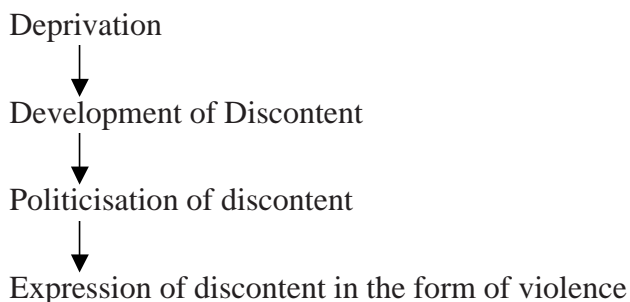 Deprivation
Development of Discontent
Politicisation of discontent
Expression of discontent in the form of violence